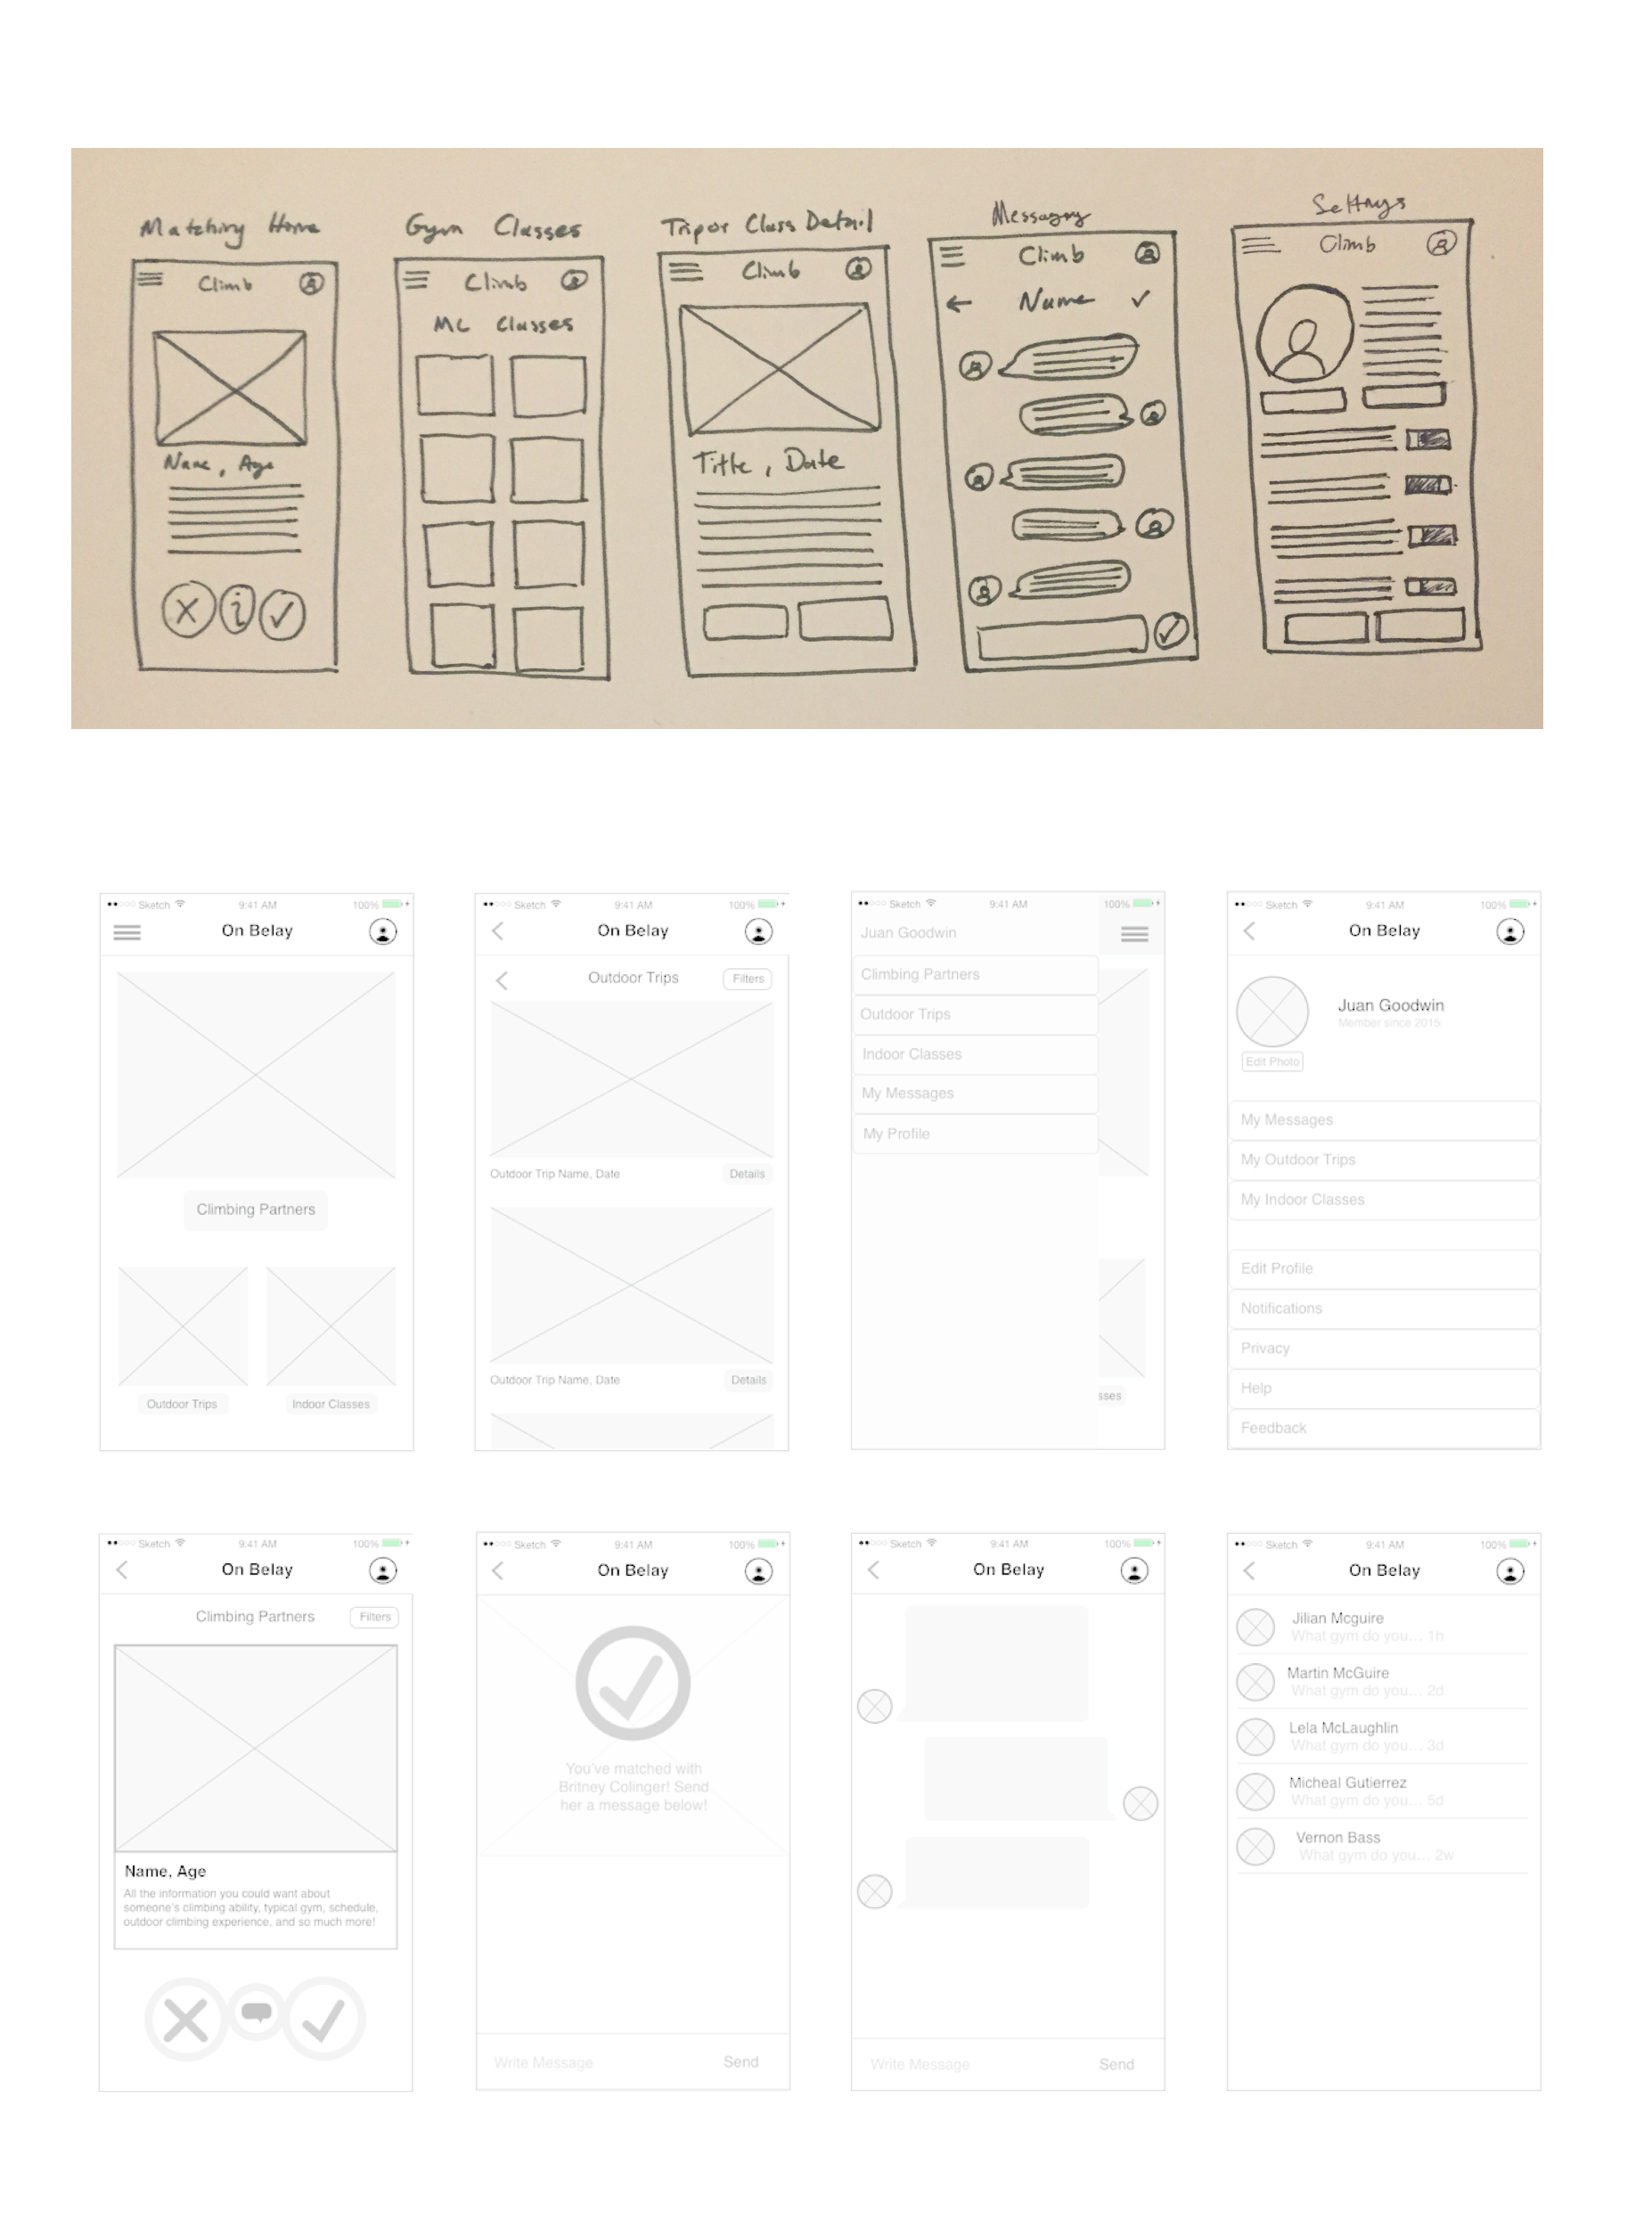 Matching Home
Climb
Name, Age
Gym Classes
Climb
MC Classes
Trip or Class Detail
Climb
Title, Date
Messaging
Climb
Name
Settings
Climb
Sketch 9:41 AM 100%
On Belay
Climbing Partners
Outdoor Trips
Indoor Classes
Sketch 9:41 AM 100%
On Belay
Outdoor Trips Filters
Outdoor Trip Name, Date Details
Outdoor Trip Name, Date Details
Sketch 9:41 AM 100%
Juan Goodwin
Climbing Partners
Outdoor Trips
Indoor Classes
My Messages
My Profile
sses
Sketch 9:41 AM 100%
On Belay
Juan Goodwin
Member since 2015
Edit Photo
My Messages
My Outdoor Trips
My Indoor Classes
Edit Profile
Notifications
Privacy
Help
Feedback
Sketch 9:41 AM 100%
On Belay
Climbing Partners Filters
Name, Age
All the information you could want about
someone's climbing ability, typical gym, schedule,
outdoor climbing experience, and so much more!
Sketch 9:41 AM 100%
On Belay
You've matched with
Britney Colinger! Send
her a message below!
Write Message Send
Sketch 9:41 AM 100%
On Belay
Write Message Send
Sketch 9:41 AM 100%
On Belay
Jilian Mcguire
What gym do you... 1h
Martin McGuire
What gym do you... 2d
Lela McLaughlin
What gym do you... 3d
Micheal Gutierrez
What gym do you... 5d
Vernon Bass
What gym do you... 2w